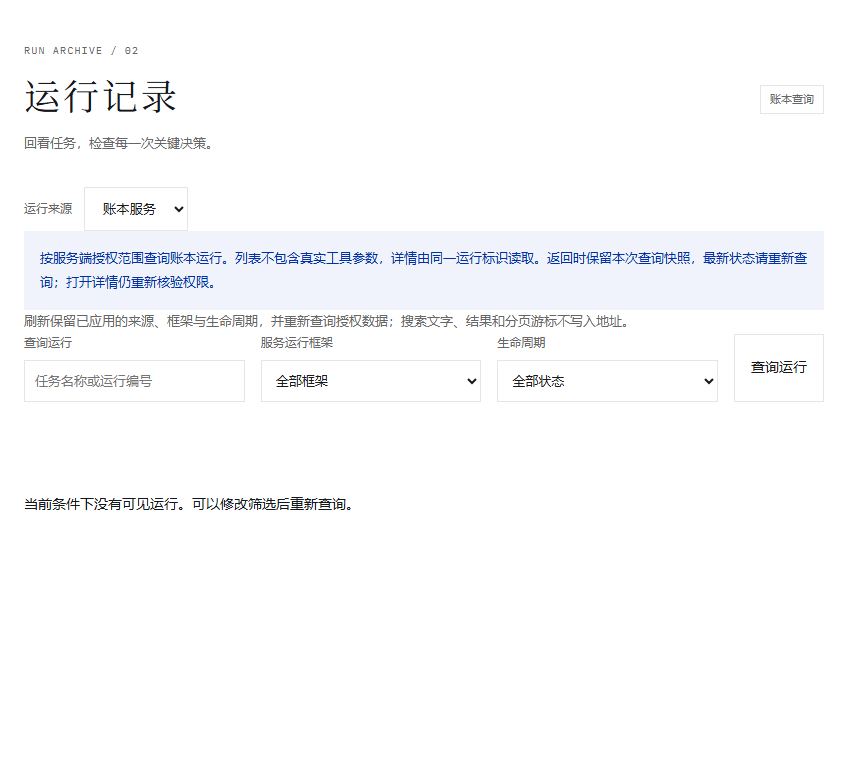 RUN ARCHIVE / 02
运行记录
账本查询
回看任务，检查每一次关键决策。
运行来源
账本服务
按服务端授权范围查询账本运行。列表不包含真实工具参数，详情由同一运行标识读取。返回时保留本次查询快照，最新状态请重新查
询；打开详情仍重新核验权限。
刷新保留已应用的来源、框架与生命周期，并重新查询授权数据；搜索文字、结果和分页游标不写入地址。
查询运行
服务运行框架
生命周期
任务名称或运行编号
全部框架
全部状态
查询运行
当前条件下没有可见运行。可以修改筛选后重新查询。